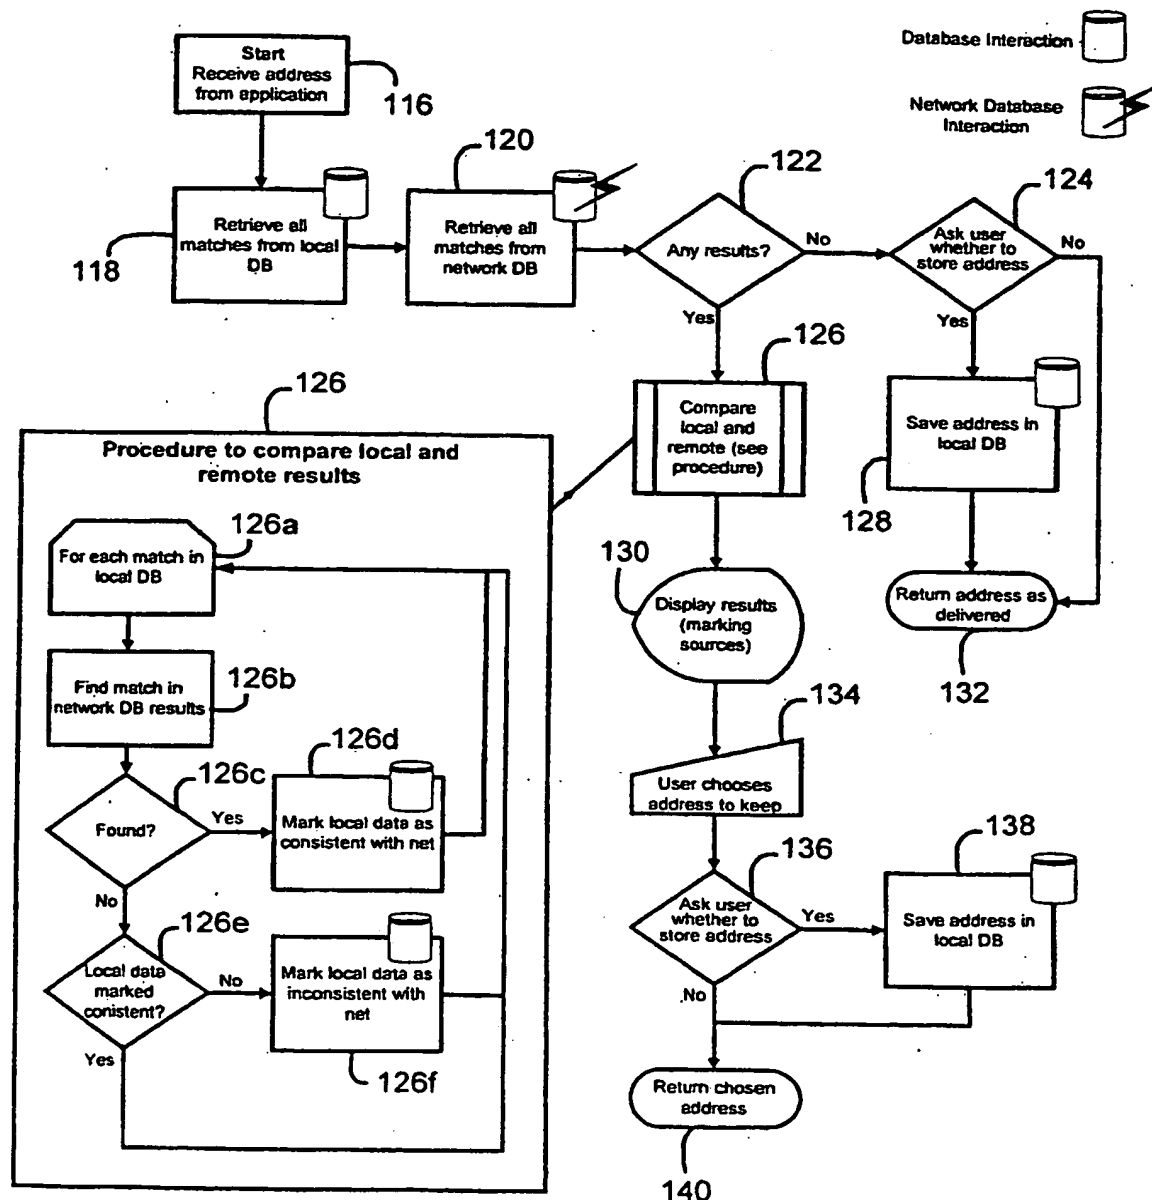 Database Interaction
Network Database
Interaction
Start
Receive address
from application
116
118
Retrieve all
matches from local
DB
120
Retrieve all
matches from
network DB
122
Any results?
No
Yes
124
Ask user
whether to
store address
No
Yes
126
Compare
local and
remote (see
procedure)
Save address in
local DB
128
Return address as
delivered
132
130
Display results
(marking
sources)
134
User chooses
address to keep
136
Ask user
whether to
store address
Yes
No
138
Save address in
local DB
Return chosen
address
140
126
Procedure to compare local and
remote results
126a
For each match in
local DB
126b
Find match in
network DB results
126c
Found?
Yes
No
126d
Mark local data as
consistent with net
126e
Local data
marked
conistent?
No
Yes
Mark local data as
inconsistent with
net
126f